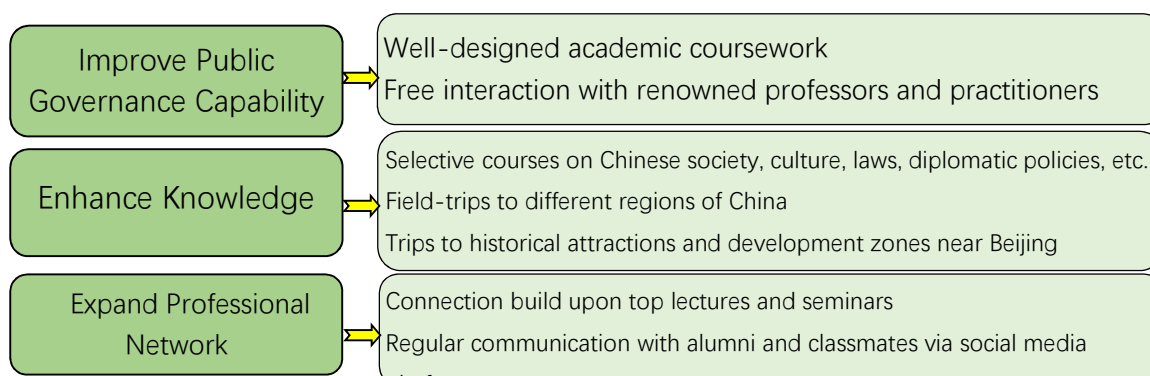 Improve Public
Governance Capability
Well-designed academic coursework
Free interaction with renowned professors and practitioners
Enhance Knowledge
Selective courses on Chinese society, culture, laws, diplomatic policies, etc.
Field-trips to different regions of China
Trips to historical attractions and development zones near Beijing
Expand Professional
Network
Connection build upon top lectures and seminars
Regular communication with alumni and classmates via social media